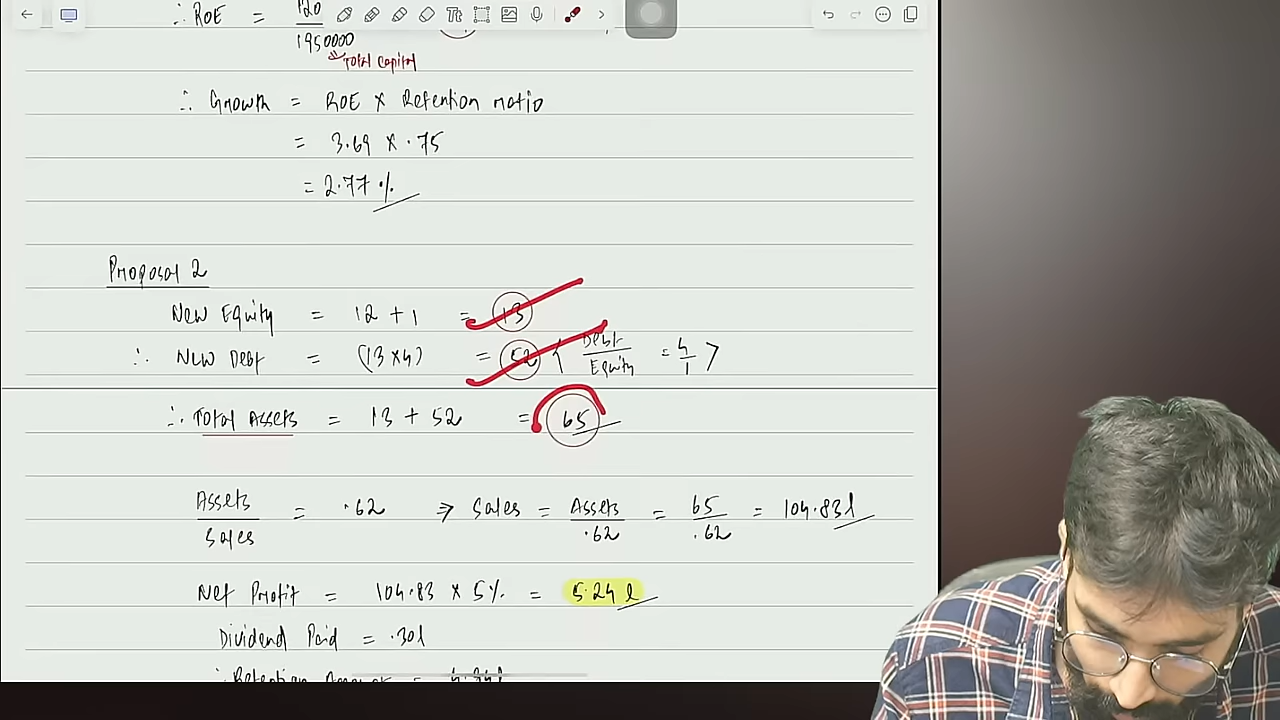 ∴ ROE = 120
1950000
Total Capital
∴ Growth = ROE × Retention ratio
= 3.69 × .75
= 2.77 %
Proposal 2
New Equity = 12 + 1 = 13
∴ New Debt = (13×4) = 52 < Debt/Equity = 4/1 >
∴ Total Assets = 13 + 52 = 65
Assets/Sales = .62 ⇒ Sales = Assets/.62 = 65/.62 = 104.83l
Net Profit = 104.83 × 5% = 5.24 l
Dividend Paid = .30l